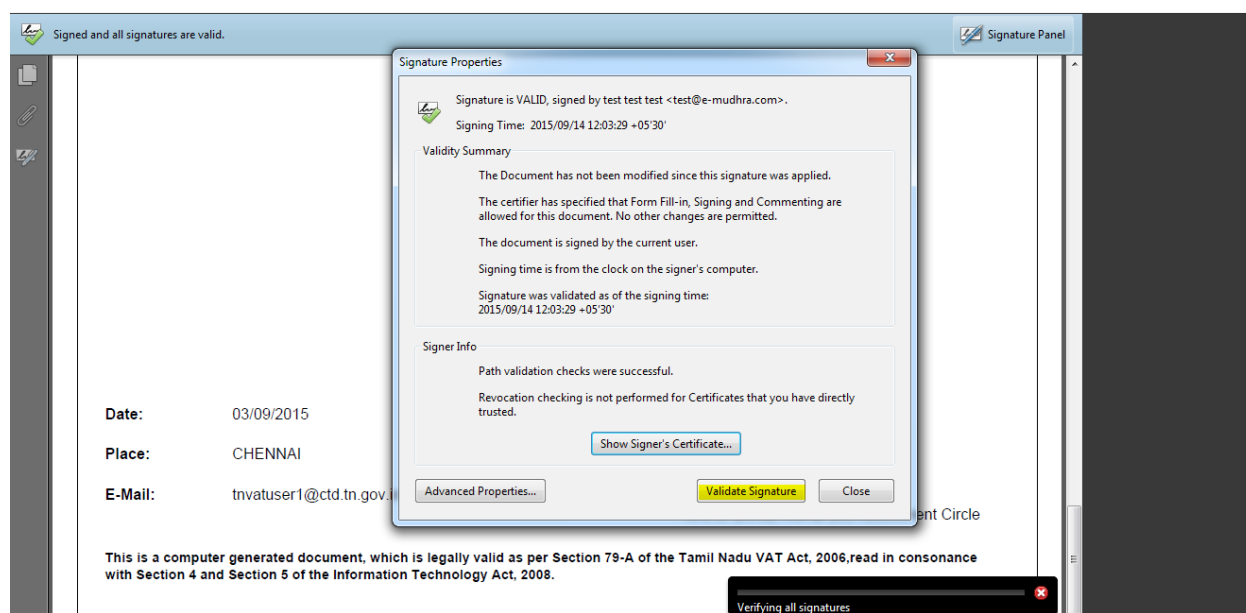 Signed and all signatures are valid.
Signature Panel
Signature Properties
Signature is VALID, signed by test test test <test@e-mudhra.com>.
Signing Time: 2015/09/14 12:03:29 +05'30'
Validity Summary
The Document has not been modified since this signature was applied.
The certifier has specified that Form Fill-in, Signing and Commenting are
allowed for this document. No other changes are permitted.
The document is signed by the current user.
Signing time is from the clock on the signer's computer.
Signature was validated as of the signing time:
2015/09/14 12:03:29 +05'30'
Signer Info
Path validation checks were successful.
Revocation checking is not performed for Certificates that you have directly
trusted.
Show Signer's Certificate...
Advanced Properties...
Validate Signature
Close
Date: 03/09/2015
Place: CHENNAI
E-Mail: tnvatuser1@ctd.tn.gov.
Circle
This is a computer generated document, which is legally valid as per Section 79-A of the Tamil Nadu VAT Act, 2006,read in consonance
with Section 4 and Section 5 of the Information Technology Act, 2008.
Verifying all signatures